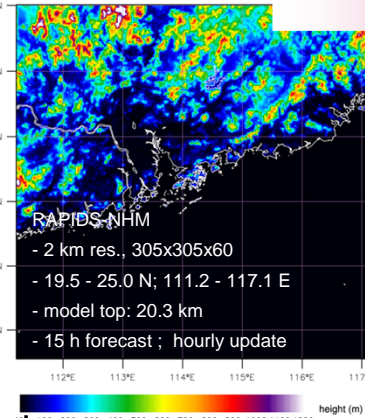 RAPIDS-NHM
- 2 km res., 305x305x60
- 19.5 - 25.0 N; 111.2 - 117.1 E
- model top: 20.3 km
- 15 h forecast ; hourly update
112°E 113°E 114°E 115°E 116°E
height (m)